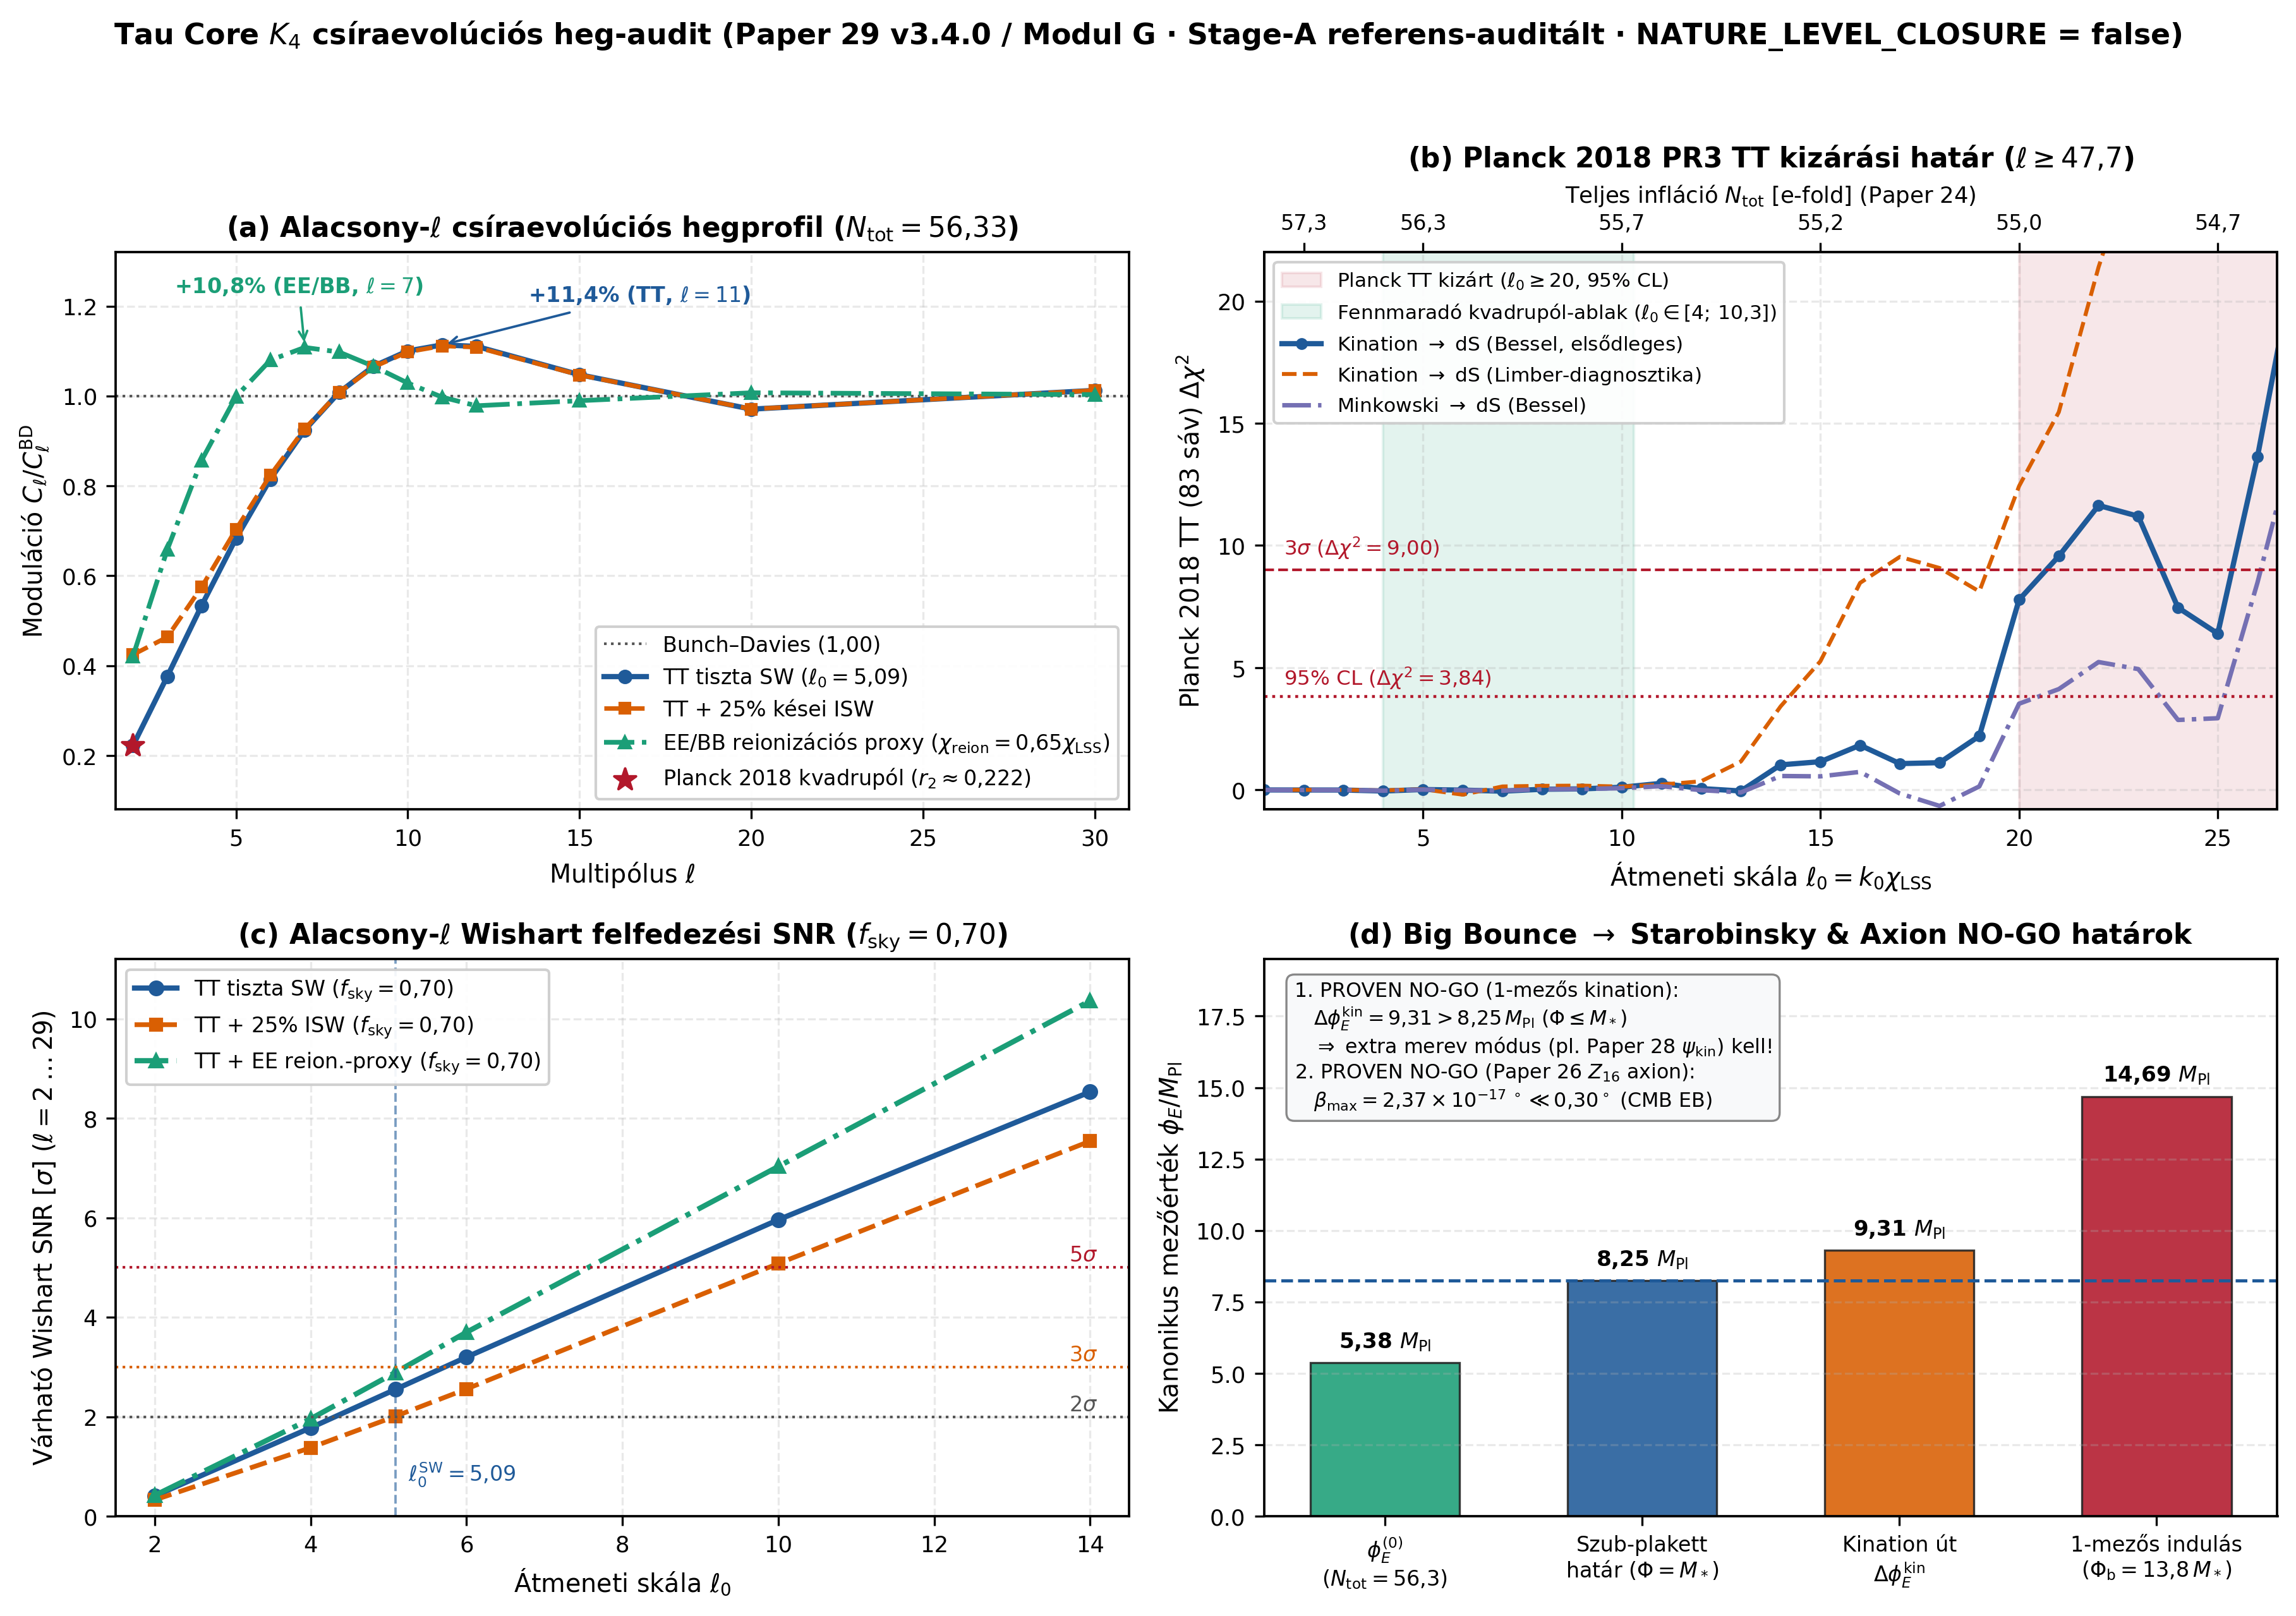 Tau Core K₄ csíraevolúciós heg-audit (Paper 29 v3.4.0 / Modul G · Stage-A referens-auditált · NATURE_LEVEL_CLOSURE = false)
(a) Alacsony-ℓ csíraevolúciós hegprofil (N_tot = 56,33)
+10,8% (EE/BB, ℓ = 7)
+11,4% (TT, ℓ = 11)
Moduláció C_ℓ/C_ℓ^BD
1.2
1.0
0.8
0.6
0.4
0.2
Bunch–Davies (1,00)
TT tiszta SW (ℓ₀ = 5,09)
TT + 25% kései ISW
EE/BB reionizációs proxy (χ_reion = 0,65χ_LSS)
Planck 2018 kvadrupól (r₂ ≈ 0,222)
5 10 15 20 25 30
Multipólus ℓ
(b) Planck 2018 PR3 TT kizárási határ (ℓ ≥ 47,7)
Teljes infláció N_tot [e-fold] (Paper 24)
57,3 56,3 55,7 55,2 55,0 54,7
Planck TT kizárt (ℓ₀ ≥ 20, 95% CL)
Fennmaradó kvadrupól-ablak (ℓ₀ ∈ [4; 10,3])
Kination → dS (Bessel, elsődleges)
Kination → dS (Limber-diagnosztika)
Minkowski → dS (Bessel)
Planck 2018 TT (83 sáv) Δχ²
20
15
10
5
0
3σ (Δχ² = 9,00)
95% CL (Δχ² = 3,84)
5 10 15 20 25
Átmeneti skála ℓ₀ = k₀χ_LSS
(c) Alacsony-ℓ Wishart felfedezési SNR (f_sky = 0,70)
TT tiszta SW (f_sky = 0,70)
TT + 25% ISW (f_sky = 0,70)
TT + EE reion.-proxy (f_sky = 0,70)
Várható Wishart SNR [σ] (ℓ = 2 … 29)
10
8
6
4
2
0
5σ
3σ
2σ
ℓ₀^SW = 5,09
2 4 6 8 10 12 14
Átmeneti skála ℓ₀
(d) Big Bounce → Starobinsky & Axion NO-GO határok
1. PROVEN NO-GO (1-mezős kination):
Δϕ_E^kin = 9,31 > 8,25 M_Pl (Φ ≤ M_*)
⇒ extra merev módus (pl. Paper 28 ψ_kin) kell!
2. PROVEN NO-GO (Paper 26 Z₁₆ axion):
β_max = 2,37 × 10⁻¹⁷ ° ≪ 0,30° (CMB EB)
Kanonikus mezőérték ϕ_E/M_Pl
17.5
15.0
12.5
10.0
7.5
5.0
2.5
0.0
5,38 M_Pl
8,25 M_Pl
9,31 M_Pl
14,69 M_Pl
ϕ_E^(0)
(N_tot = 56,3)
Szub-plakett
határ (Φ = M_*)
Kination út
Δϕ_E^kin
1-mezős indulás
(Φ_b = 13,8 M_*)